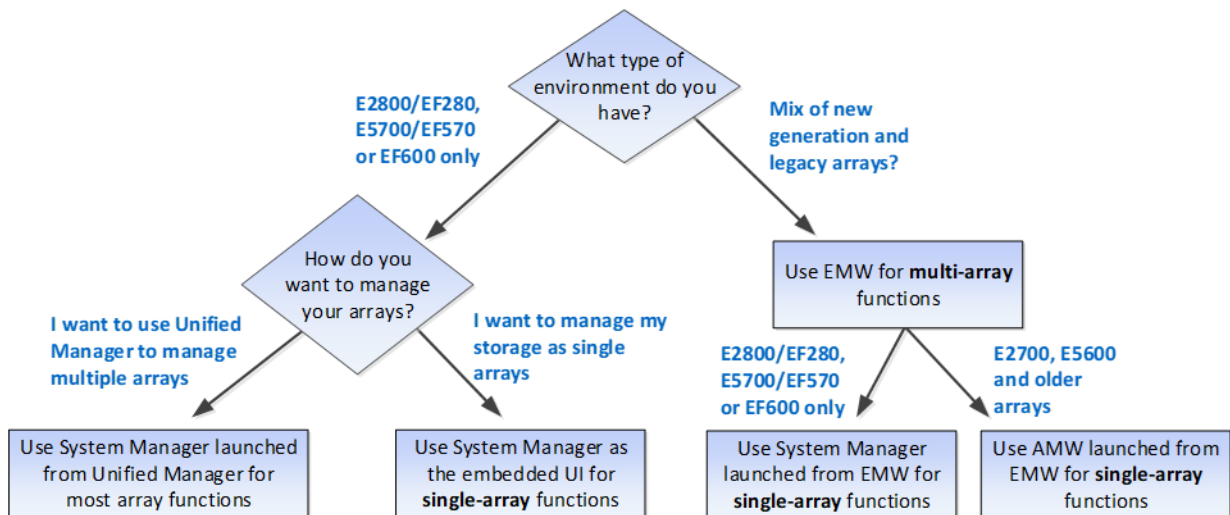 What type of
environment do you
have?
E2800/EF280,
E5700/EF570
or EF600 only
Mix of new
generation and
legacy arrays?
How do you
want to manage
your arrays?
Use EMW for multi-array
functions
I want to use Unified
Manager to manage
multiple arrays
I want to manage my
storage as single
arrays
E2800/EF280,
E5700/EF570
or EF600 only
E2700, E5600
and older
arrays
Use System Manager launched
from Unified Manager for
most array functions
Use System Manager as
the embedded UI for
single-array functions
Use System Manager
launched from EMW for
single-array functions
Use AMW launched from
EMW for single-array
functions